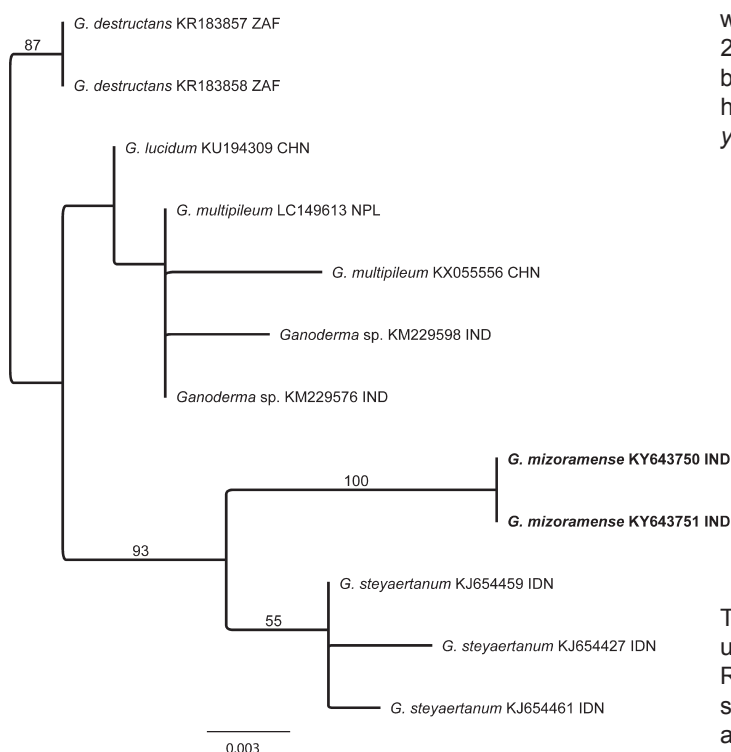 87
G. destructans KR183857 ZAF
G. destructans KR183858 ZAF
G. lucidum KU194309 CHN
G. multipileum LC149613 NPL
G. multipileum KX055556 CHN
Ganoderma sp. KM229598 IND
Ganoderma sp. KM229576 IND
G. mizoramense KY643750 IND
100
G. mizoramense KY643751 IND
93
G. steyaertanum KJ654459 IDN
55
G. steyaertanum KJ654427 IDN
G. steyaertanum KJ654461 IDN
0.003
w
2
b
h
y
T
u
R
s
a